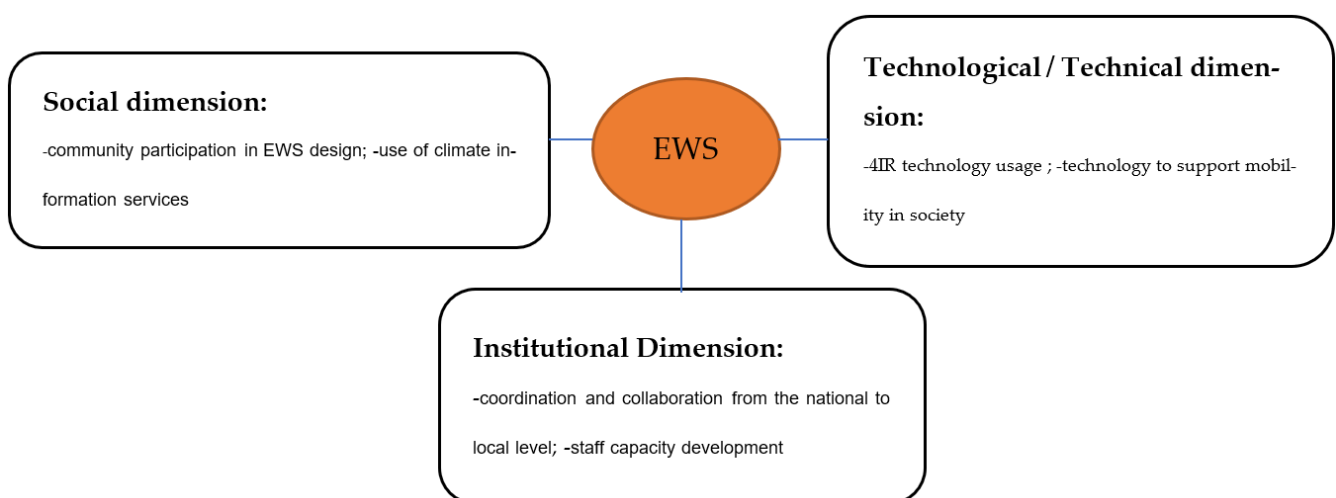 Social dimension:
-community participation in EWS design; -use of climate in-
formation services
EWS
Technological / Technical dimen-
sion:
-4IR technology usage ; -technology to support mobil-
ity in society
Institutional Dimension:
-coordination and collaboration from the national to
local level; -staff capacity development